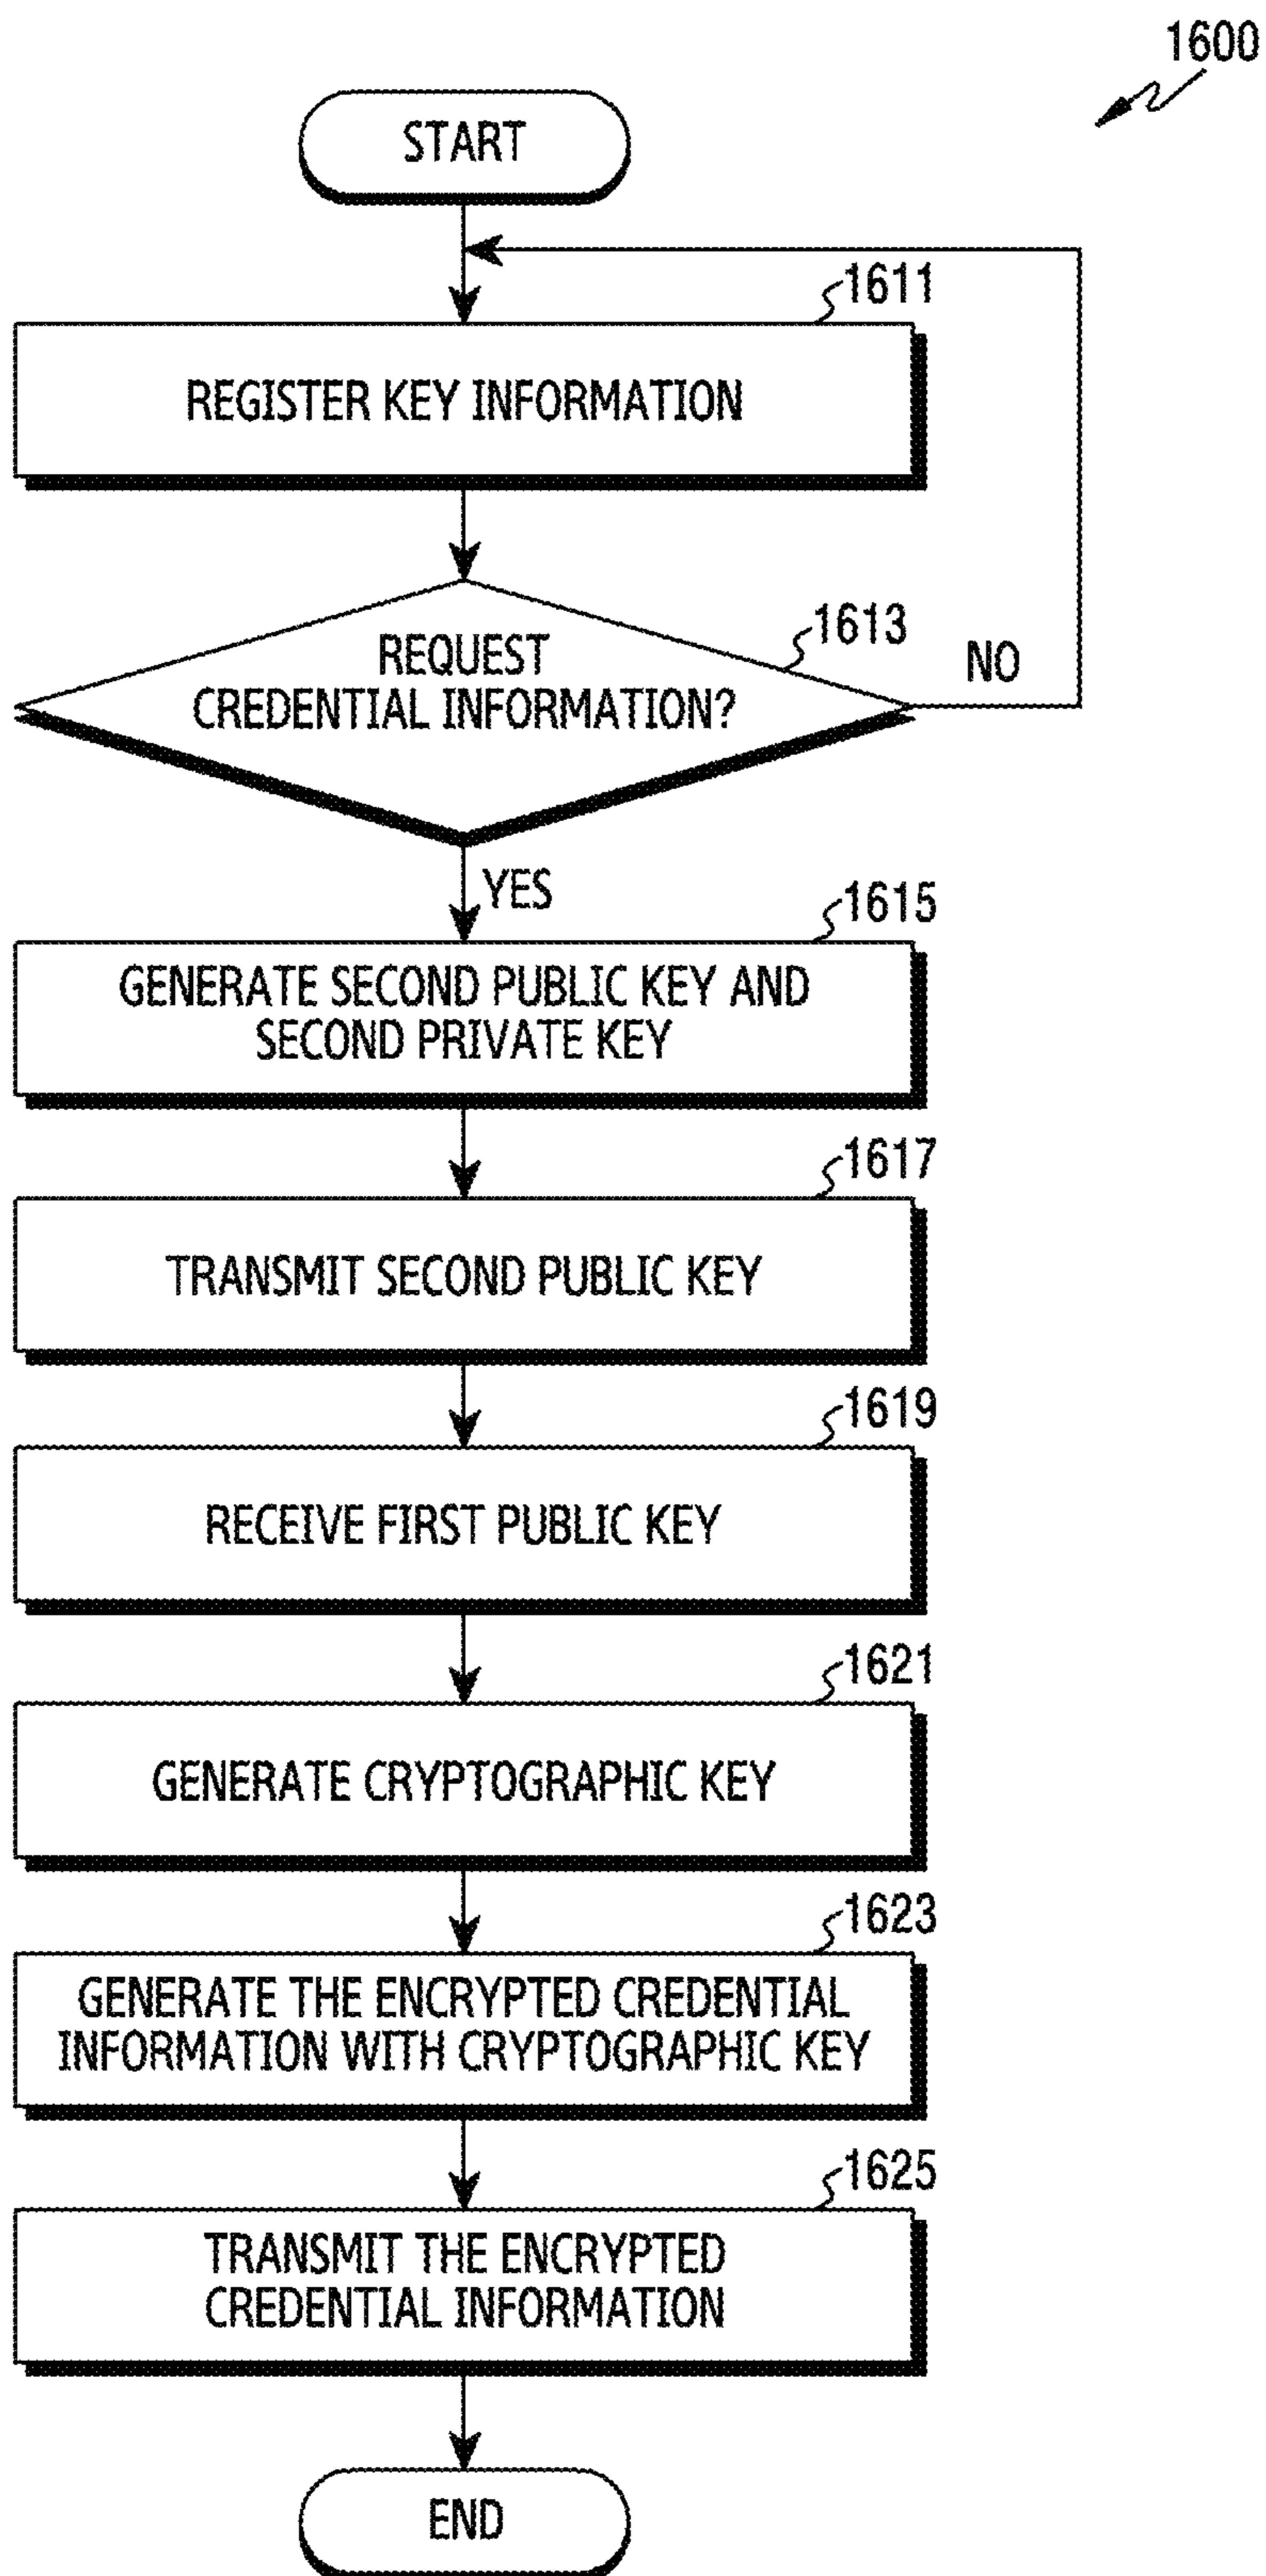 1600
START
1611
REGISTER KEY INFORMATION
1613
REQUEST
CREDENTIAL INFORMATION?
NO
YES
1615
GENERATE SECOND PUBLIC KEY AND
SECOND PRIVATE KEY
1617
TRANSMIT SECOND PUBLIC KEY
1619
RECEIVE FIRST PUBLIC KEY
1621
GENERATE CRYPTOGRAPHIC KEY
1623
GENERATE THE ENCRYPTED CREDENTIAL
INFORMATION WITH CRYPTOGRAPHIC KEY
1625
TRANSMIT THE ENCRYPTED
CREDENTIAL INFORMATION
END